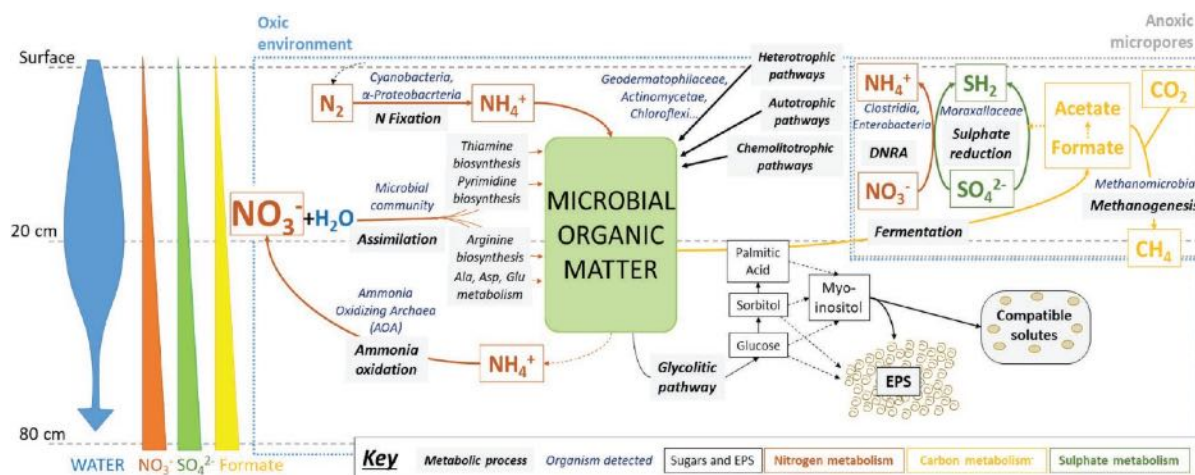 Oxic
environment
Anoxic
micropores
Surface
20 cm
80 cm
WATER
NO₃⁻
SO₄²⁻
Formate
N₂
Cyanobacteria,
α-Proteobacrteria
N Fixation
NH₄⁺
Geodermatophilaceae,
Actinomycetae,
Chloroflexi...
Heterotrophic
pathways
Autotrophic
pathways
Chemolitotrophic
pathways
Thiamine
biosynthesis
Pyrimidine
biosynthesis
NO₃⁻+H₂O
Microbial
community
Assimilation
Arginine
biosynthesis
Ala, Asp, Glu
metabolism
MICROBIAL
ORGANIC
MATTER
Ammonia
Oxidizing Archaea
(AOA)
Ammonia
oxidation
NH₄⁺
Glycolitic
pathway
Palmitic
Acid
Sorbitol
Glucose
Myo-
inositol
EPS
Compatible
solutes
NH₄⁺
Clostridia,
Enterobacteria
DNRA
NO₃⁻
SH₂
Moraxallaceae
Sulphate
reduction
SO₄²⁻
Acetate
Formate
CO₂
Methanomicrobia
Methanogenesis
CH₄
Fermentation
Key
Metabolic process
Organism detected
Sugars and EPS
Nitrogen metabolism
Carbon metabolism
Sulphate metabolism